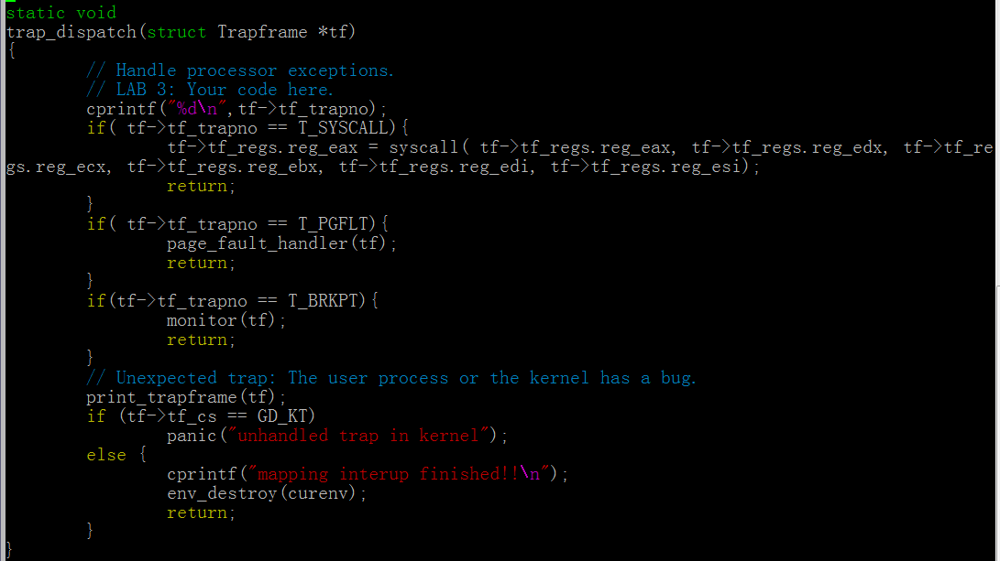 static void
trap_dispatch(struct Trapframe *tf)
{
        // Handle processor exceptions.
        // LAB 3: Your code here.
        cprintf("%d\n",tf->tf_trapno);
        if( tf->tf_trapno == T_SYSCALL){
                tf->tf_regs.reg_eax = syscall( tf->tf_regs.reg_eax, tf->tf_regs.reg_edx, tf->tf_re
gs.reg_ecx, tf->tf_regs.reg_ebx, tf->tf_regs.reg_edi, tf->tf_regs.reg_esi);
                return;
        }
        if( tf->tf_trapno == T_PGFLT){
                page_fault_handler(tf);
                return;
        }
        if(tf->tf_trapno == T_BRKPT){
                monitor(tf);
                return;
        }
        // Unexpected trap: The user process or the kernel has a bug.
        print_trapframe(tf);
        if (tf->tf_cs == GD_KT)
                panic("unhandled trap in kernel");
        else {
                cprintf("mapping interup finished!!\n");
                env_destroy(curenv);
                return;
        }
}